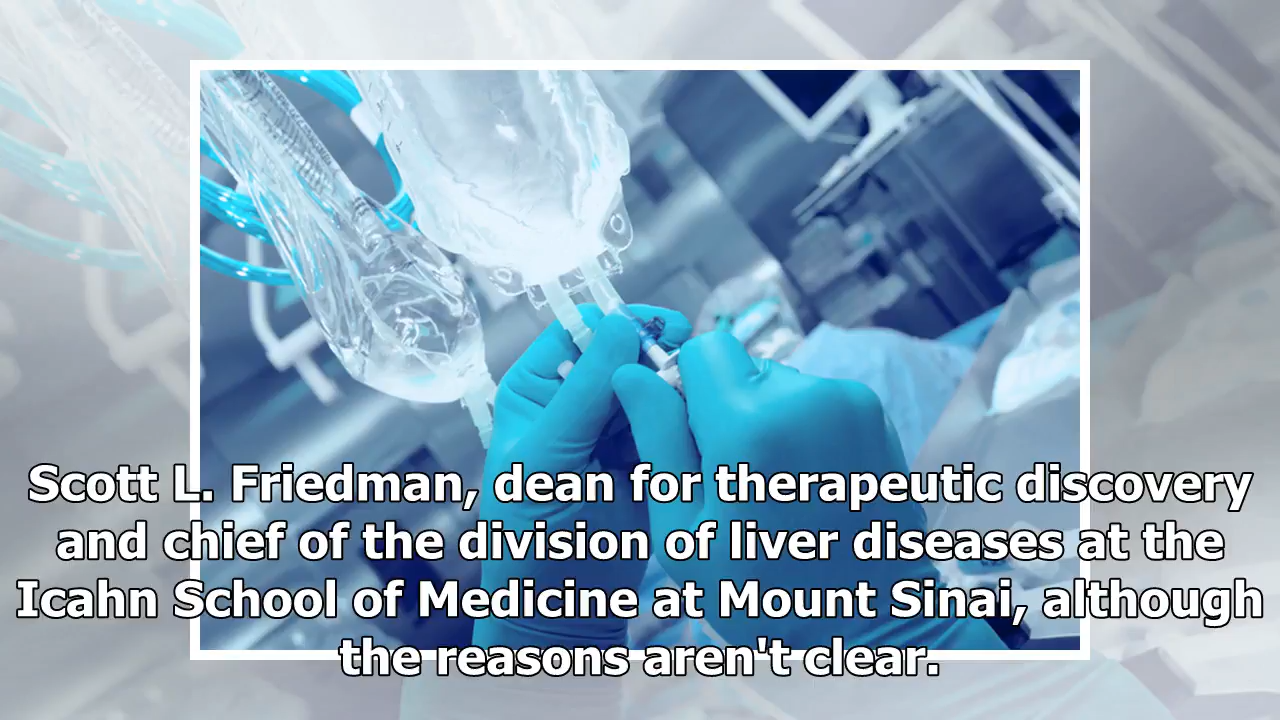 Scott L. Friedman, dean for therapeutic discovery
and chief of the division of liver diseases at the
Icahn School of Medicine at Mount Sinai, although
the reasons aren't clear.